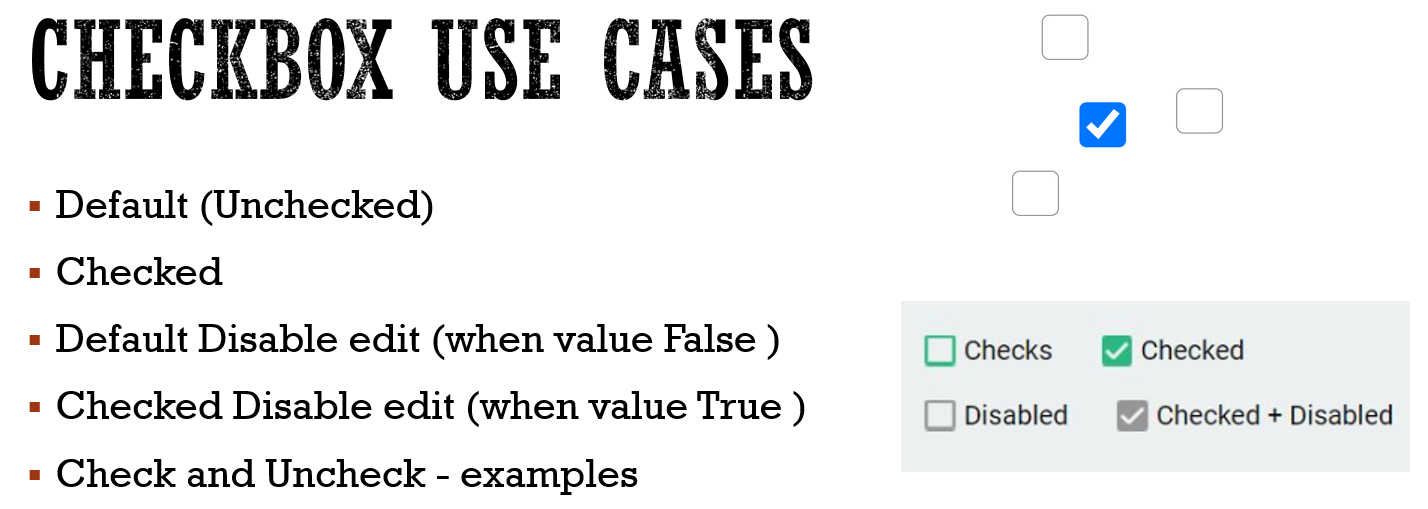 CHECKBOX USE CASES
Default (Unchecked)
Checked
Default Disable edit (when value False )
Checked Disable edit (when value True )
Check and Uncheck - examples
Checks Checked
Disabled Checked + Disabled